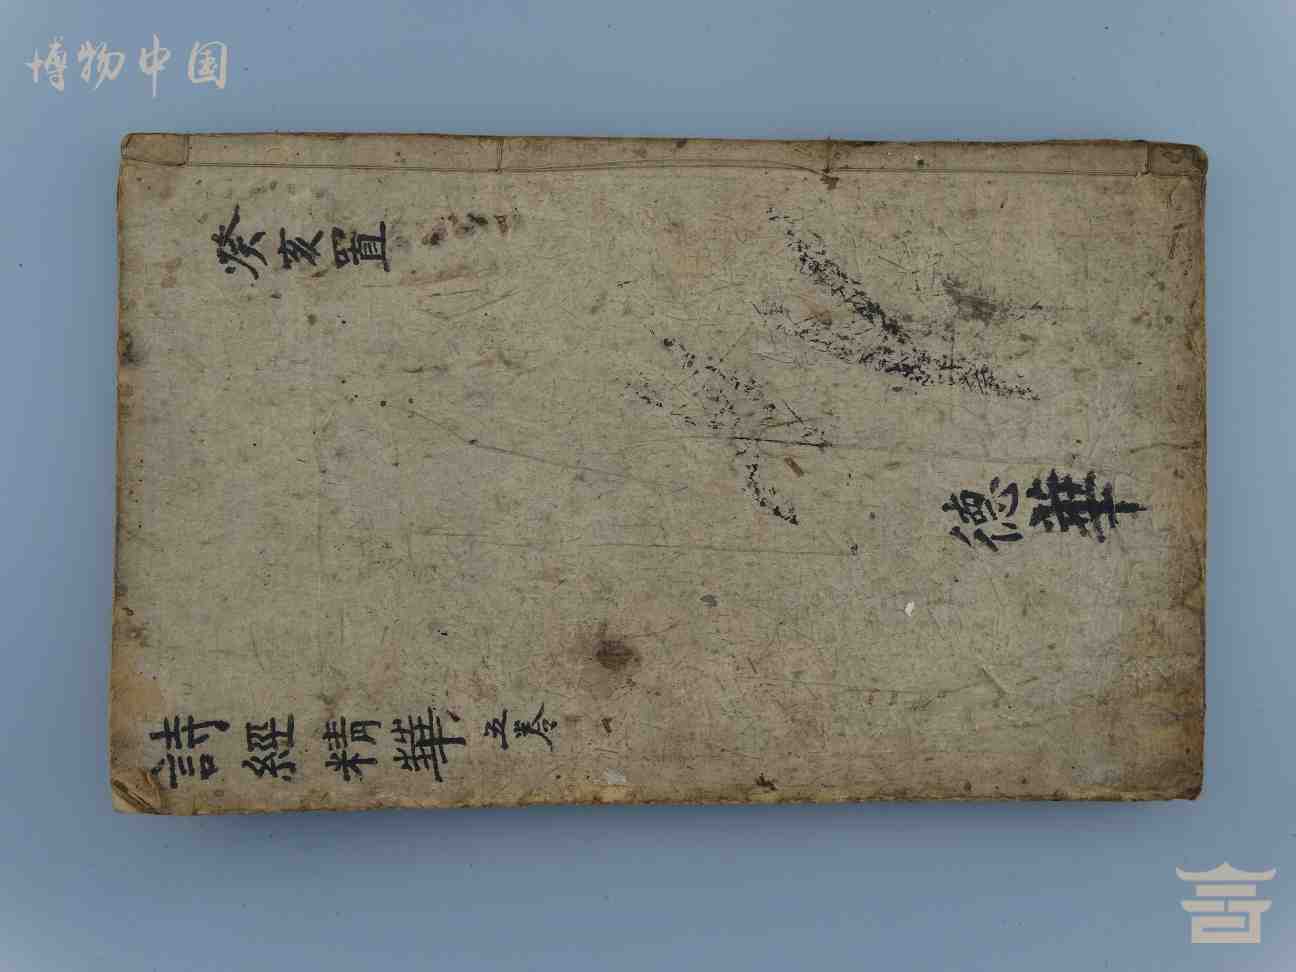 博物中国
癸亥置
德華
詩經精華 五卷